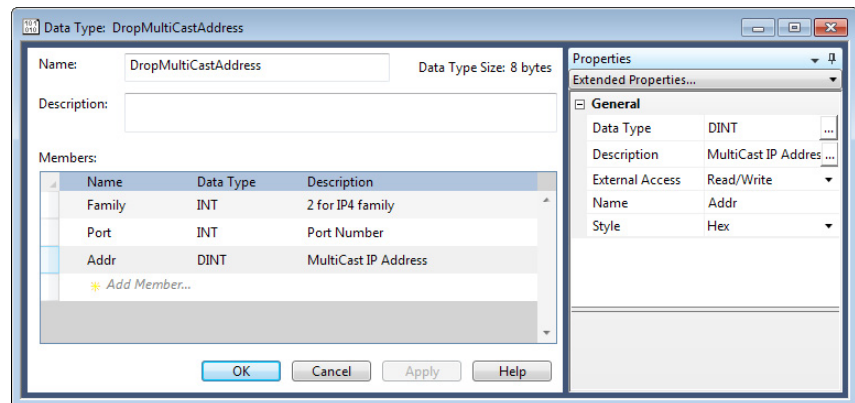 Data Type: DropMultiCastAddress
Name: DropMultiCastAddress Data Type Size: 8 bytes
Description:
Members:
Name Data Type Description
Family INT 2 for IP4 family
Port INT Port Number
Addr DINT MultiCast IP Address
Add Member...
OK Cancel Apply Help
Properties
Extended Properties...
General
Data Type DINT ...
Description MultiCast IP Addres ...
External Access Read/Write
Name Addr
Style Hex